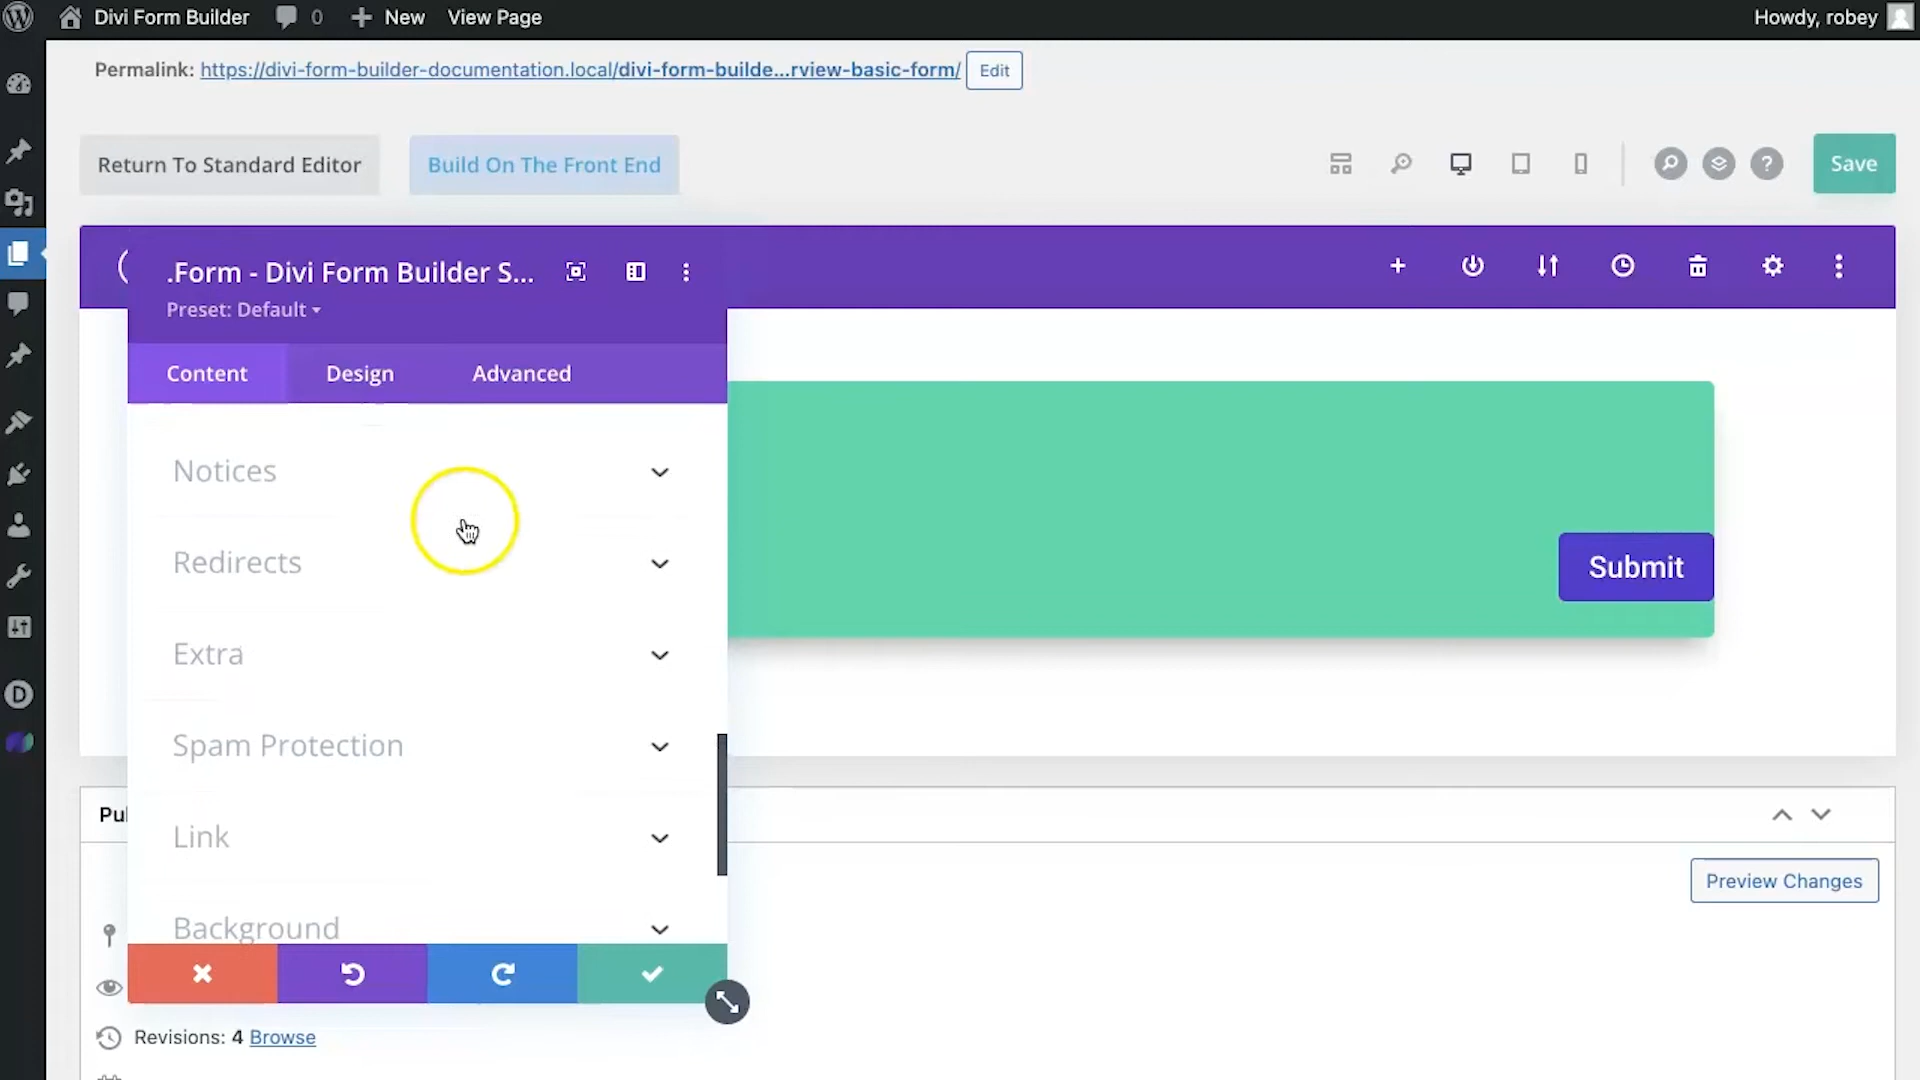 Divi Form Builder 0 New View Page Howdy, robey
Permalink: https://divi-form-builder-documentation.local/divi-form-builde...rview-basic-form/ Edit
Return To Standard Editor Build On The Front End Save
.Form - Divi Form Builder S...
Preset: Default
Content Design Advanced
Notices
Redirects
Submit
Extra
Spam Protection
Link
Background
Preview Changes
Revisions: 4 Browse